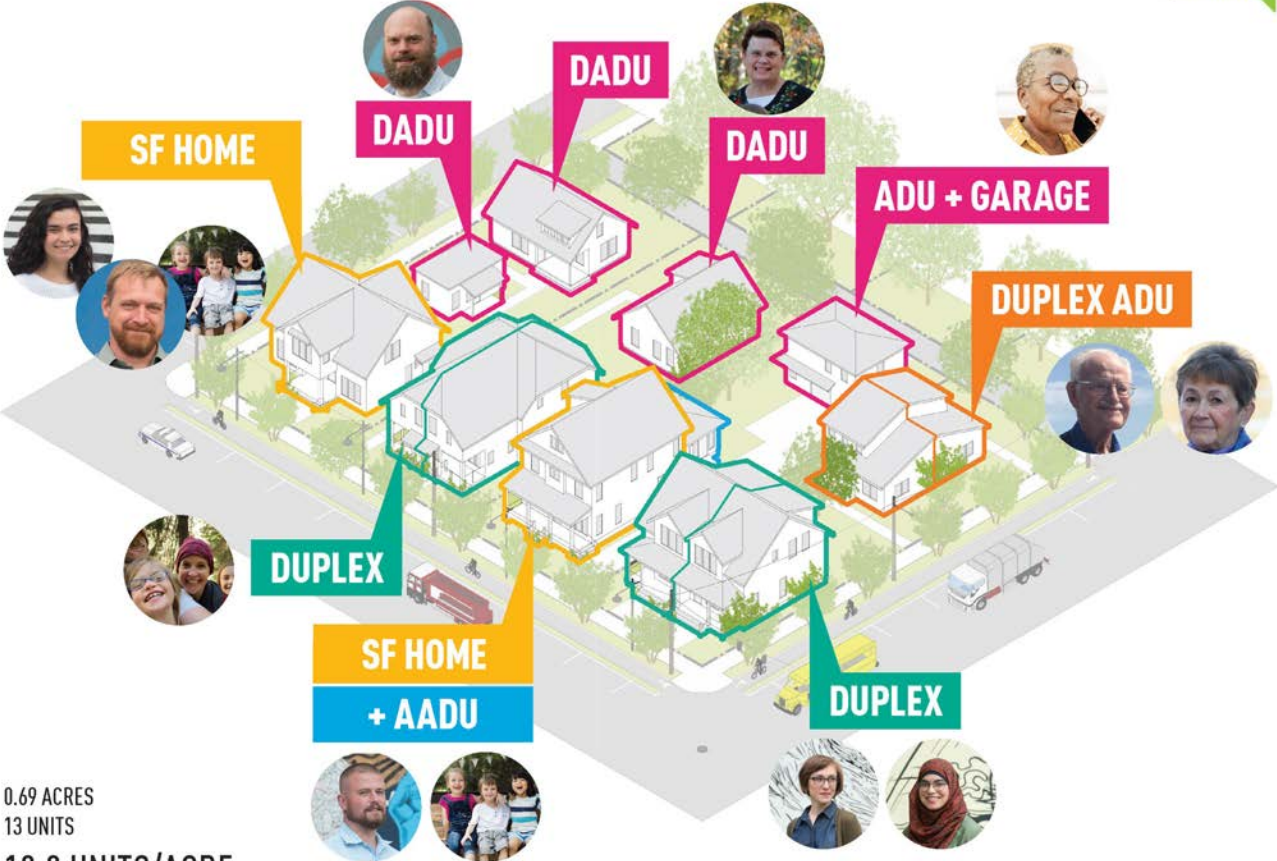 DADU
DADU
DADU
SF HOME
ADU + GARAGE
DUPLEX ADU
DUPLEX
SF HOME
+ AADU
DUPLEX
0.69 ACRES
13 UNITS